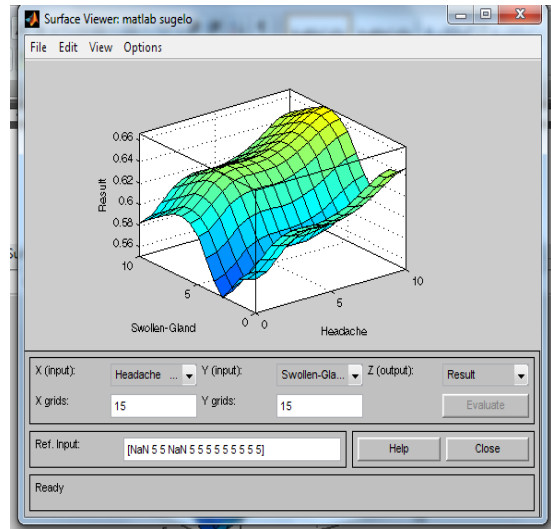 Surface Viewer: matlab sugelo
File Edit View Options
0.66
0.64
0.62
0.6
0.58
0.56
Result
10
5
0
Swollen-Gland
0
5
10
Headache
X (input): Headache ... Y (input): Swollen-Gla... Z (output): Result
X grids: 15 Y grids: 15 Evaluate
Ref. Input: [NaN 5 5 NaN 5 5 5 5 5 5 5 5 5] Help Close
Ready